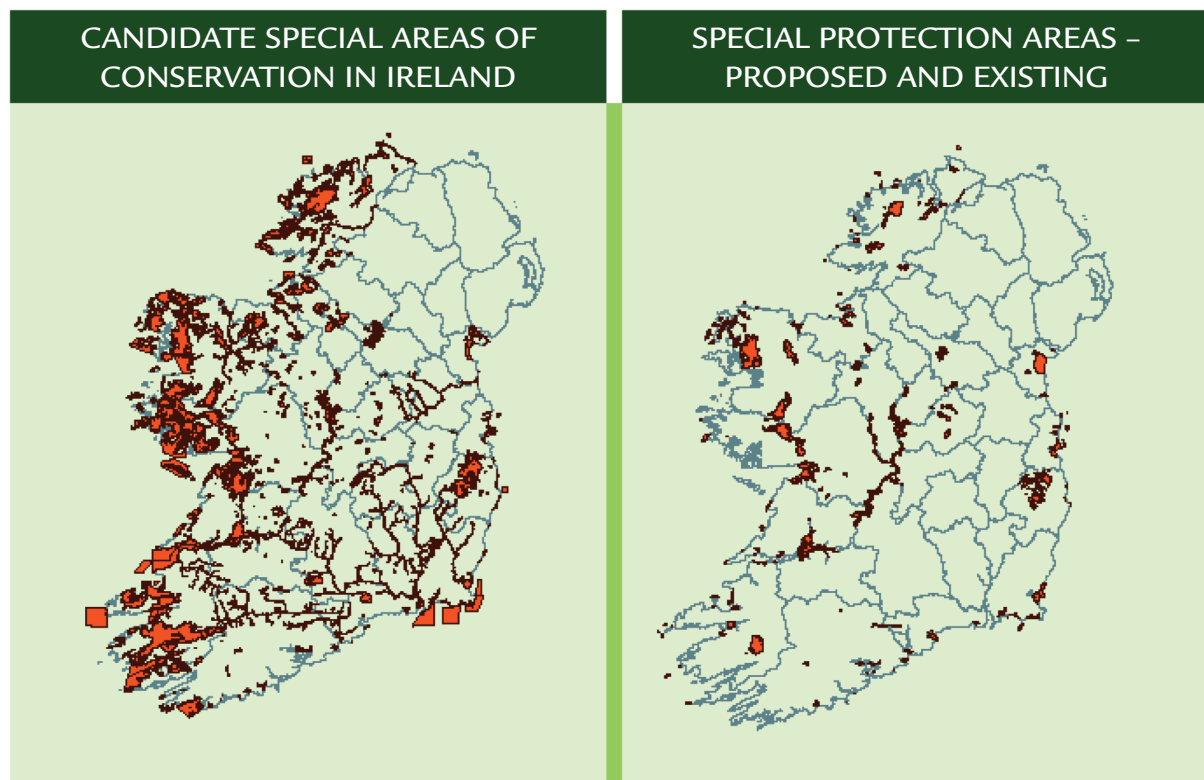 CANDIDATE SPECIAL AREAS OF
CONSERVATION IN IRELAND
SPECIAL PROTECTION AREAS –
PROPOSED AND EXISTING